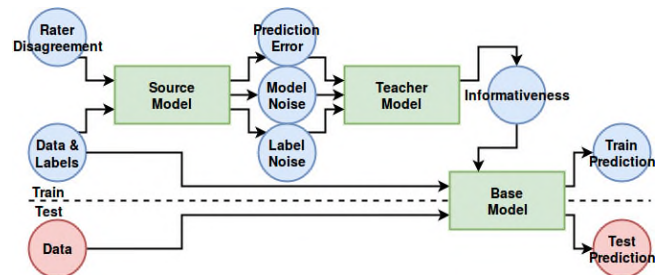 Rater
Disagreement
Prediction
Error
Source
Model
Model
Noise
Teacher
Model
Informativeness
Data &
Labels
Label
Noise
Train
Prediction
Train
Test
Base
Model
Data
Test
Prediction